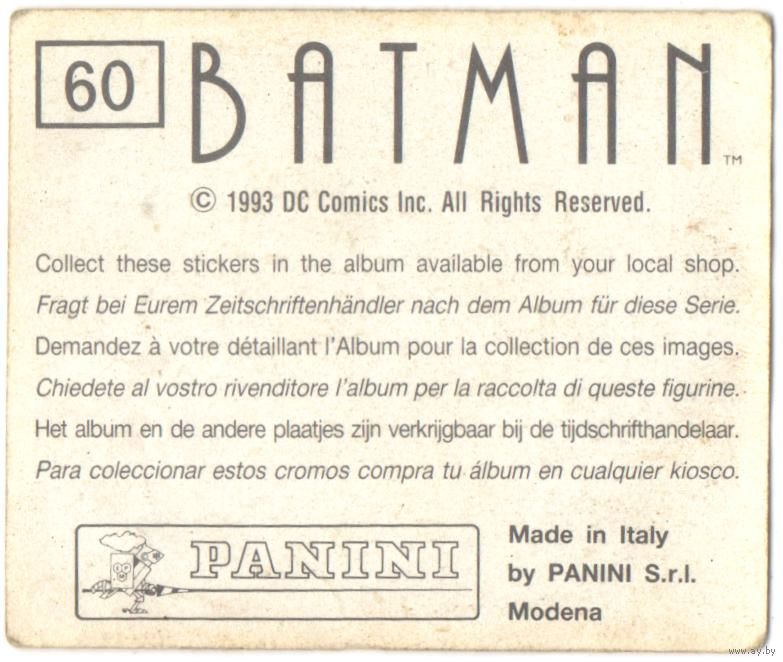 60
BATMAN™
© 1993 DC Comics Inc. All Rights Reserved.
Collect these stickers in the album available from your local shop.
Fragt bei Eurem Zeitschriftenhändler nach dem Album für diese Serie.
Demandez à votre détaillant l'Album pour la collection de ces images.
Chiedete al vostro rivenditore l'album per la raccolta di queste figurine.
Het album en de andere plaatjes zijn verkrijgbaar bij de tijdschrifthandelaar.
Para coleccionar estos cromos compra tu álbum en cualquier kiosco.
PANINI
Made in Italy
by PANINI S.r.l.
Modena
www.ay.by